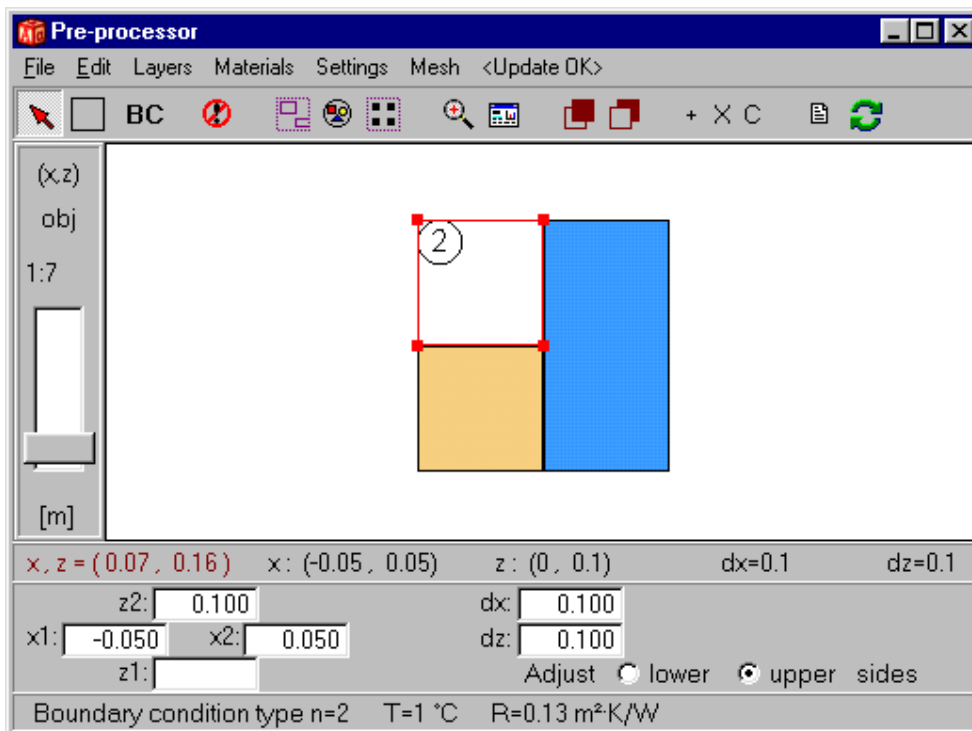 Pre-processor
File Edit Layers Materials Settings Mesh <Update OK>
BC + X C
(x,z)
obj
1:7
2
[m]
x, z = ( 0.07 , 0.16 ) x : (-0.05 , 0.05) z : (0 , 0.1) dx=0.1 dz=0.1
z2: 0.100 dx: 0.100
x1: -0.050 x2: 0.050 dz: 0.100
z1: Adjust lower upper sides
Boundary condition type n=2 T=1 °C R=0.13 m²·K/W